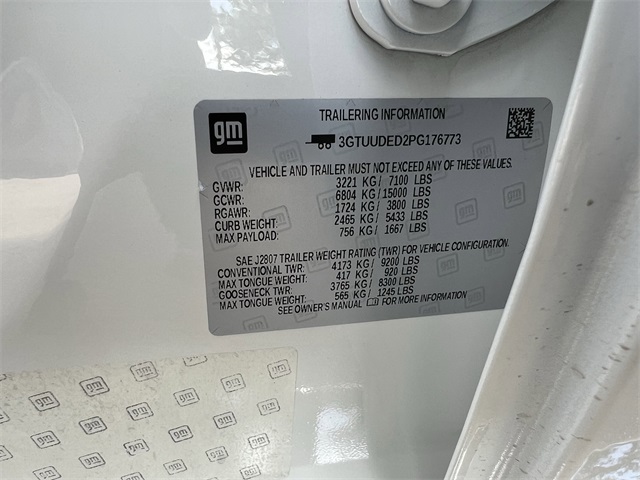 TRAILERING INFORMATION
gm
3GTUUDED2PG176773
VEHICLE AND TRAILER MUST NOT EXCEED ANY OF THESE VALUES.
GVWR: 3221 KG / 7100 LBS
GCWR: 6804 KG / 15000 LBS
RGAWR: 1724 KG / 3800 LBS
CURB WEIGHT: 2465 KG / 5433 LBS
MAX PAYLOAD: 756 KG / 1667 LBS
SAE J2807 TRAILER WEIGHT RATING (TWR) FOR VEHICLE CONFIGURATION.
CONVENTIONAL TWR: 4173 KG / 9200 LBS
MAX TONGUE WEIGHT: 417 KG / 920 LBS
GOOSENECK TWR: 3765 KG / 8300 LBS
MAX TONGUE WEIGHT: 565 KG / 1245 LBS
SEE OWNER'S MANUAL FOR MORE INFORMATION